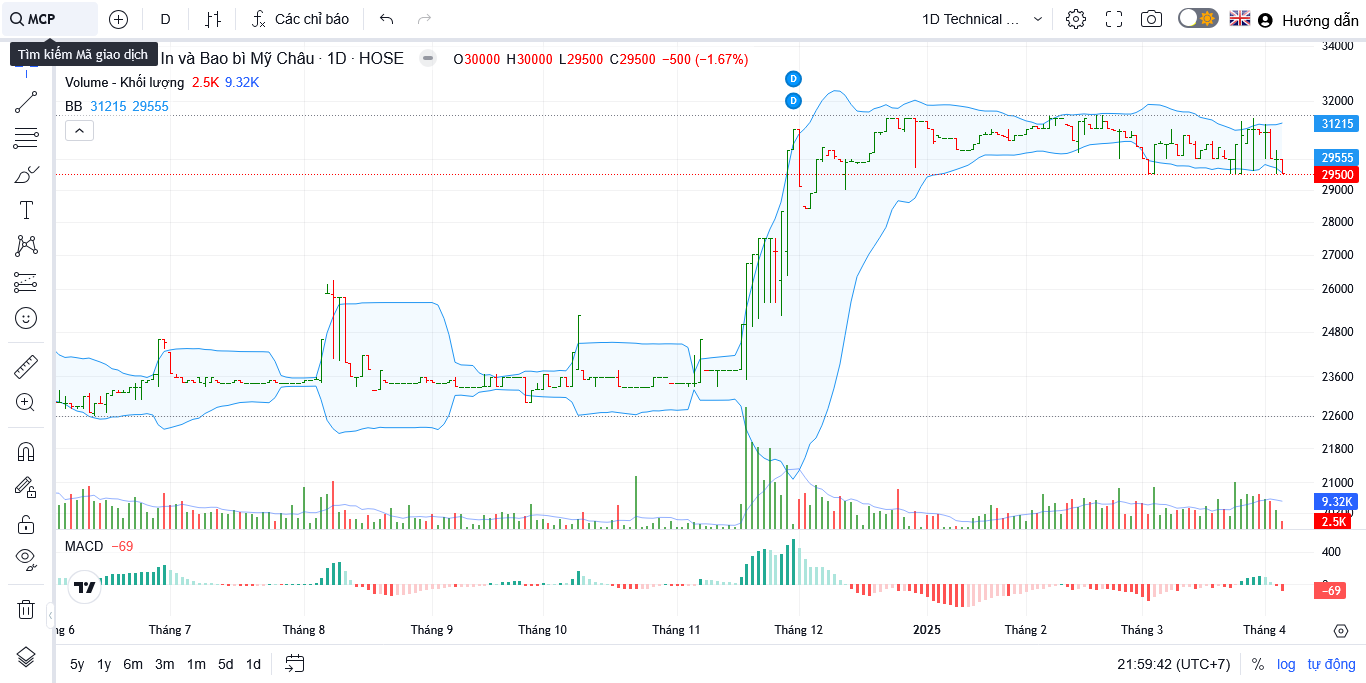 MCP
D
Các chỉ báo
1D Technical ...
Hướng dẫn
Tìm kiếm Mã giao dịch
In và Bao bì Mỹ Châu · 1D · HOSE
O30000 H30000 L29500 C29500 −500 (−1.67%)
Volume - Khối lượng 2.5K 9.32K
BB 31215 29555
D
D
34000
32000
31215
29555
29500
29000
28000
27000
26000
24800
23600
22600
21800
21000
9.32K
2.5K
MACD −69
400
−69
ng 6
Tháng 7
Tháng 8
Tháng 9
Tháng 10
Tháng 11
Tháng 12
2025
Tháng 2
Tháng 3
Tháng 4
5y 1y 6m 3m 1m 5d 1d
21:59:42 (UTC+7)
% log tự động